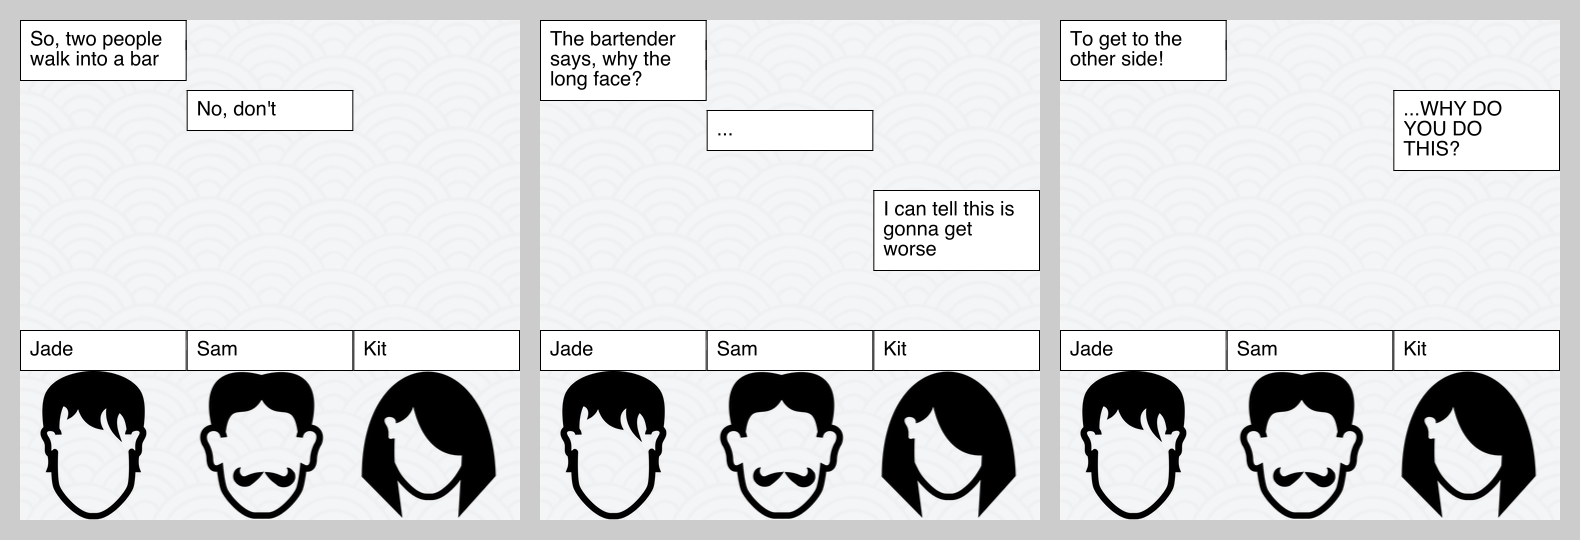 So, two people
walk into a bar
No, don't
Jade
Sam
Kit
The bartender
says, why the
long face?
...
I can tell this is
gonna get
worse
Jade
Sam
Kit
To get to the
other side!
...WHY DO
YOU DO
THIS?
Jade
Sam
Kit